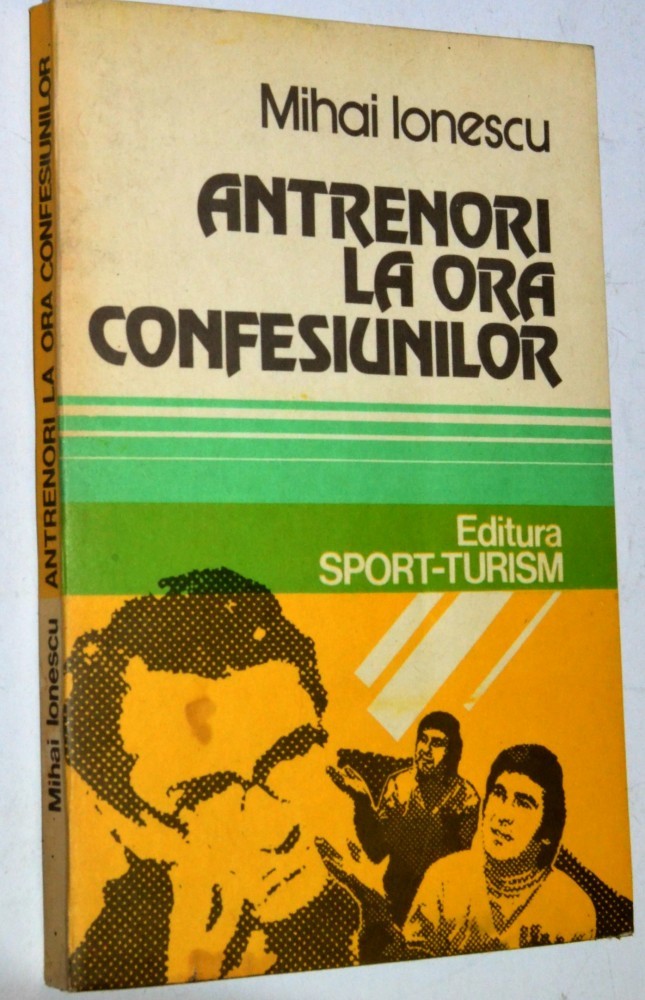 Mihai Ionescu
ANTRENORI
LA ORA
CONFESIUNILOR
Editura
SPORT-TURISM
Mihai Ionescu ANTRENORI LA ORA CONFESIUNILOR